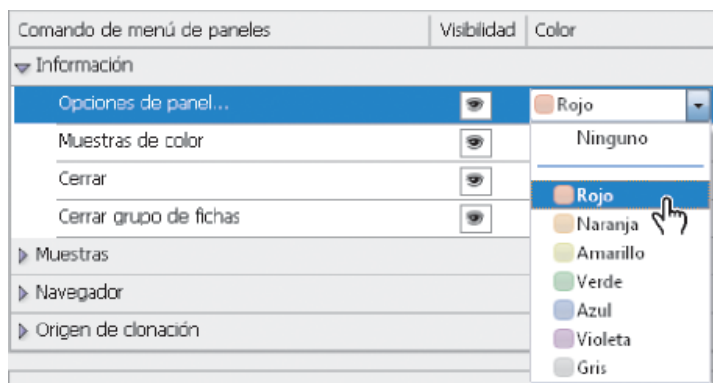 Comando de menú de paneles Visibilidad Color
Información
Opciones de panel... Rojo
Muestras de color Ninguno
Cerrar Rojo
Cerrar grupo de fichas Naranja
Muestras Amarillo
Verde
Navegador Azul
Origen de clonación Violeta
Gris